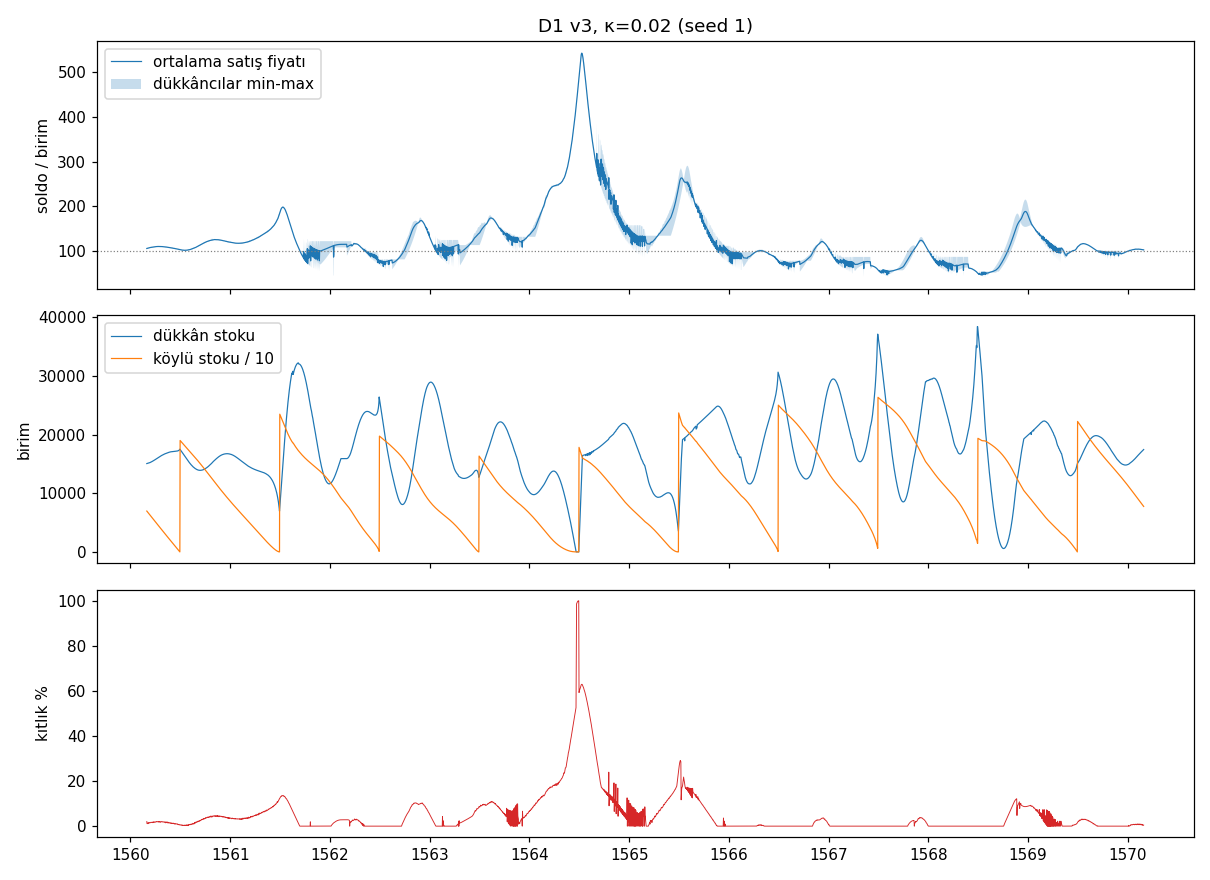 D1 v3, κ=0.02 (seed 1)
ortalama satış fiyatı
dükkâncılar min-max
soldo / birim
500
400
300
200
100
dükkân stoku
köylü stoku / 10
birim
40000
30000
20000
10000
0
kıtlık %
100
80
60
40
20
0
1560 1561 1562 1563 1564 1565 1566 1567 1568 1569 1570